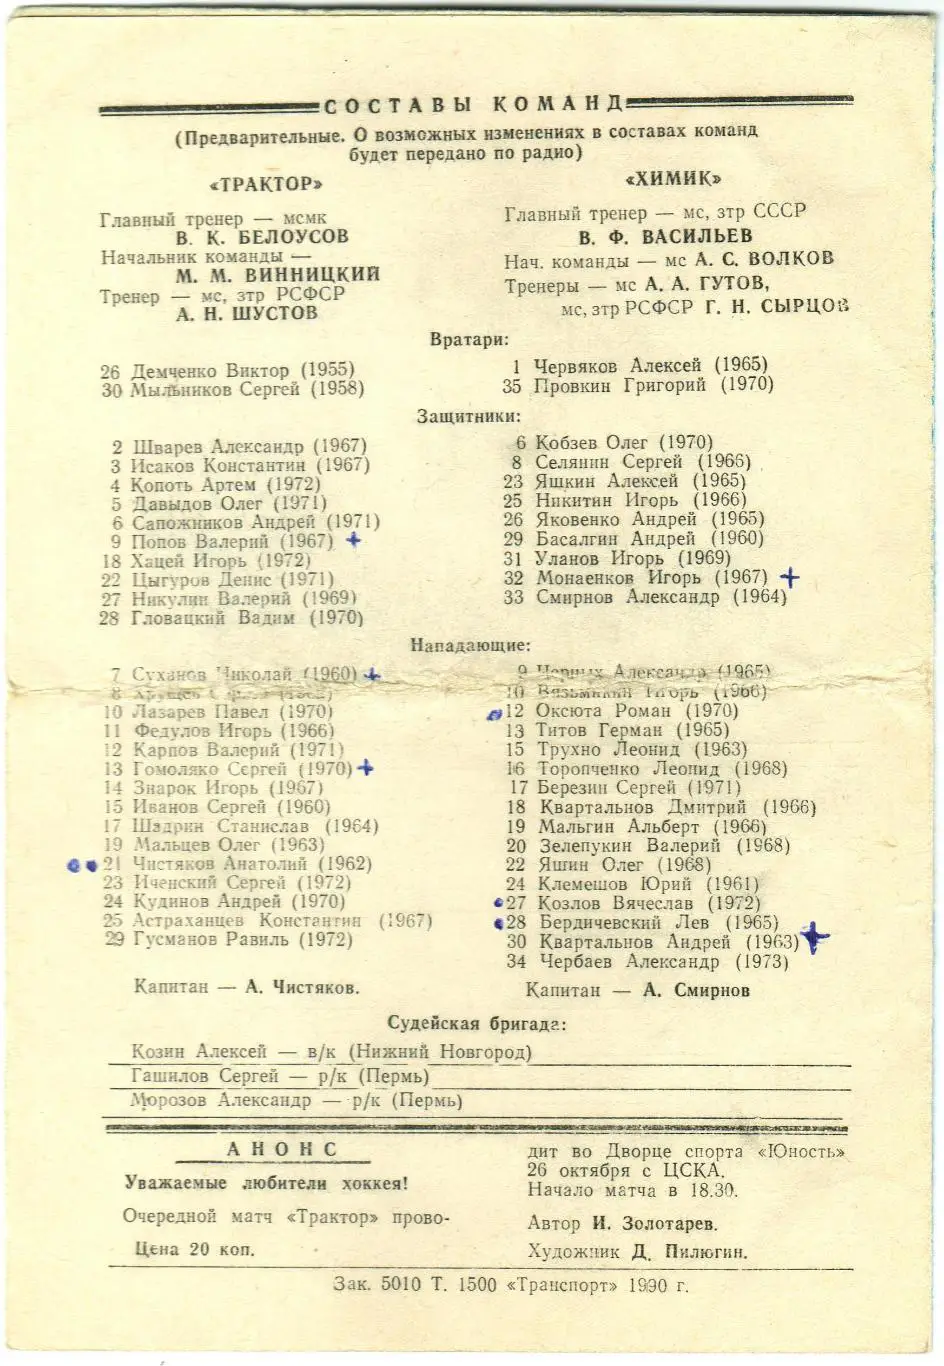 СОСТАВЫ КОМАНД
(Предварительные. О возможных изменениях в составах команд
будет передано по радио)
«ТРАКТОР»
Главный тренер — мсмк
В. К. БЕЛОУСОВ
Начальник команды —
М. М. ВИННИЦКИЙ
Тренер — мс, зтр РСФСР
А. Н. ШУСТОВ
«ХИМИК»
Главный тренер — мс, зтр СССР
В. Ф. ВАСИЛЬЕВ
Нач. команды — мс А. С. ВОЛКОВ
Тренеры — мс А. А. ГУТОВ,
мс, зтр РСФСР Г. Н. СЫРЦОВ
Вратари:
26 Демченко Виктор (1955)
30 Мыльников Сергей (1958)
1 Червяков Алексей (1965)
35 Провкин Григорий (1970)
Защитники:
2 Шварев Александр (1967)
3 Исаков Константин (1967)
4 Копоть Артем (1972)
5 Давыдов Олег (1971)
6 Сапожников Андрей (1971)
9 Попов Валерий (1967) +
18 Хацей Игорь (1972)
22 Цыгуров Денис (1971)
27 Никулин Валерий (1969)
28 Гловацкий Вадим (1970)
6 Кобзев Олег (1970)
8 Селянин Сергей (1966)
23 Ящкин Алексей (1965)
25 Никитин Игорь (1966)
26 Яковенко Андрей (1965)
29 Басалгин Андрей (1960)
31 Уланов Игорь (1969)
32 Монаенков Игорь (1967) +
33 Смирнов Александр (1964)
Нападающие:
7 Суханов Николай (1960) +
8
10 Лазарев Павел (1970)
11 Федулов Игорь (1966)
12 Карпов Валерий (1971)
13 Гомоляко Сергей (1970) +
14 Знарок Игорь (1967)
15 Иванов Сергей (1960)
17 Шадрин Станислав (1964)
19 Мальцев Олег (1963)
21 Чистяков Анатолий (1962)
23 Иченский Сергей (1972)
24 Кудинов Андрей (1970)
25 Астраханцев Константин (1967)
29 Гусманов Равиль (1972)
9 Черных Александр (1965)
10 Вязьмикин Игорь (1966)
12 Оксюта Роман (1970)
13 Титов Герман (1965)
15 Трухно Леонид (1963)
16 Торопченко Леонид (1968)
17 Березин Сергей (1971)
18 Квартальнов Дмитрий (1966)
19 Мальгин Альберт (1966)
20 Зелепукин Валерий (1968)
22 Яшин Олег (1968)
24 Клемешов Юрий (1961)
27 Козлов Вячеслав (1972)
28 Бердичевский Лев (1965)
30 Квартальнов Андрей (1963) +
34 Чербаев Александр (1973)
Капитан — А. Чистяков.
Капитан — А. Смирнов
Судейская бригада:
Козин Алексей — в/к (Нижний Новгород)
Гашилов Сергей — р/к (Пермь)
Морозов Александр — р/к (Пермь)
АНОНС
Уважаемые любители хоккея!
Очередной матч «Трактор» прово-
Цена 20 коп.
дит во Дворце спорта «Юность»
26 октября с ЦСКА.
Начало матча в 18.30.
Автор И. Золотарев.
Художник Д. Пилюгин.
Зак. 5010 Т. 1500 «Транспорт» 1990 г.